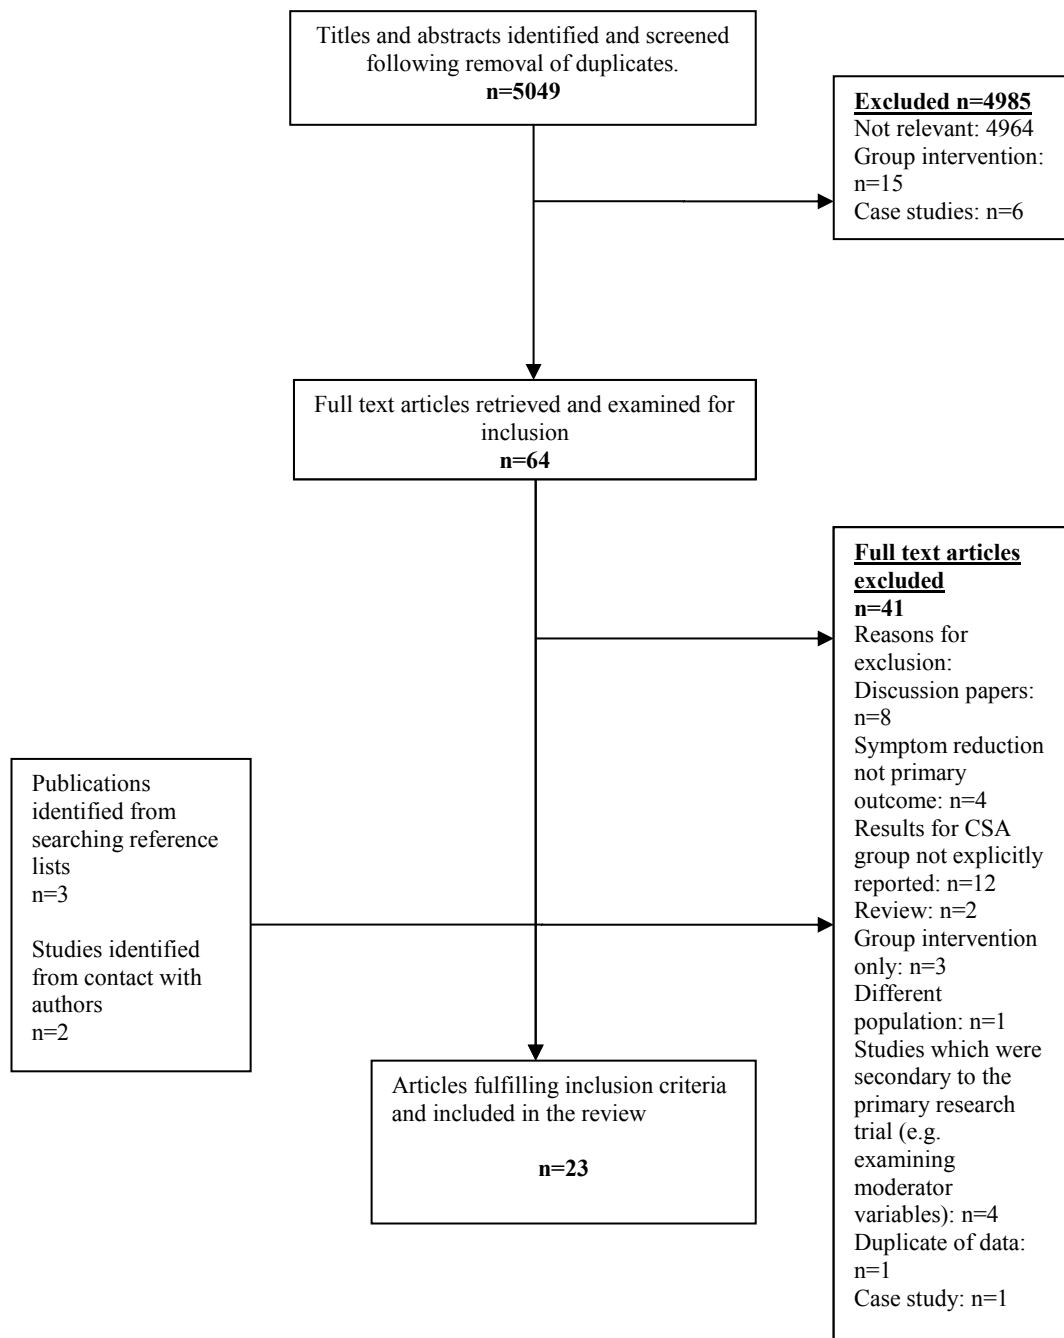 Titles and abstracts identified and screened
following removal of duplicates.
n=5049
Excluded n=4985
Not relevant: 4964
Group intervention:
n=15
Case studies: n=6
Full text articles retrieved and examined for
inclusion
n=64
Full text articles
excluded
n=41
Reasons for
exclusion:
Discussion papers:
n=8
Symptom reduction
not primary
outcome: n=4
Results for CSA
group not explicitly
reported: n=12
Review: n=2
Group intervention
only: n=3
Different
population: n=1
Studies which were
secondary to the
primary research
trial (e.g.
examining
moderator
variables): n=4
Duplicate of data:
n=1
Case study: n=1
Publications
identified from
searching reference
lists
n=3
Studies identified
from contact with
authors
n=2
Articles fulfilling inclusion criteria
and included in the review
n=23